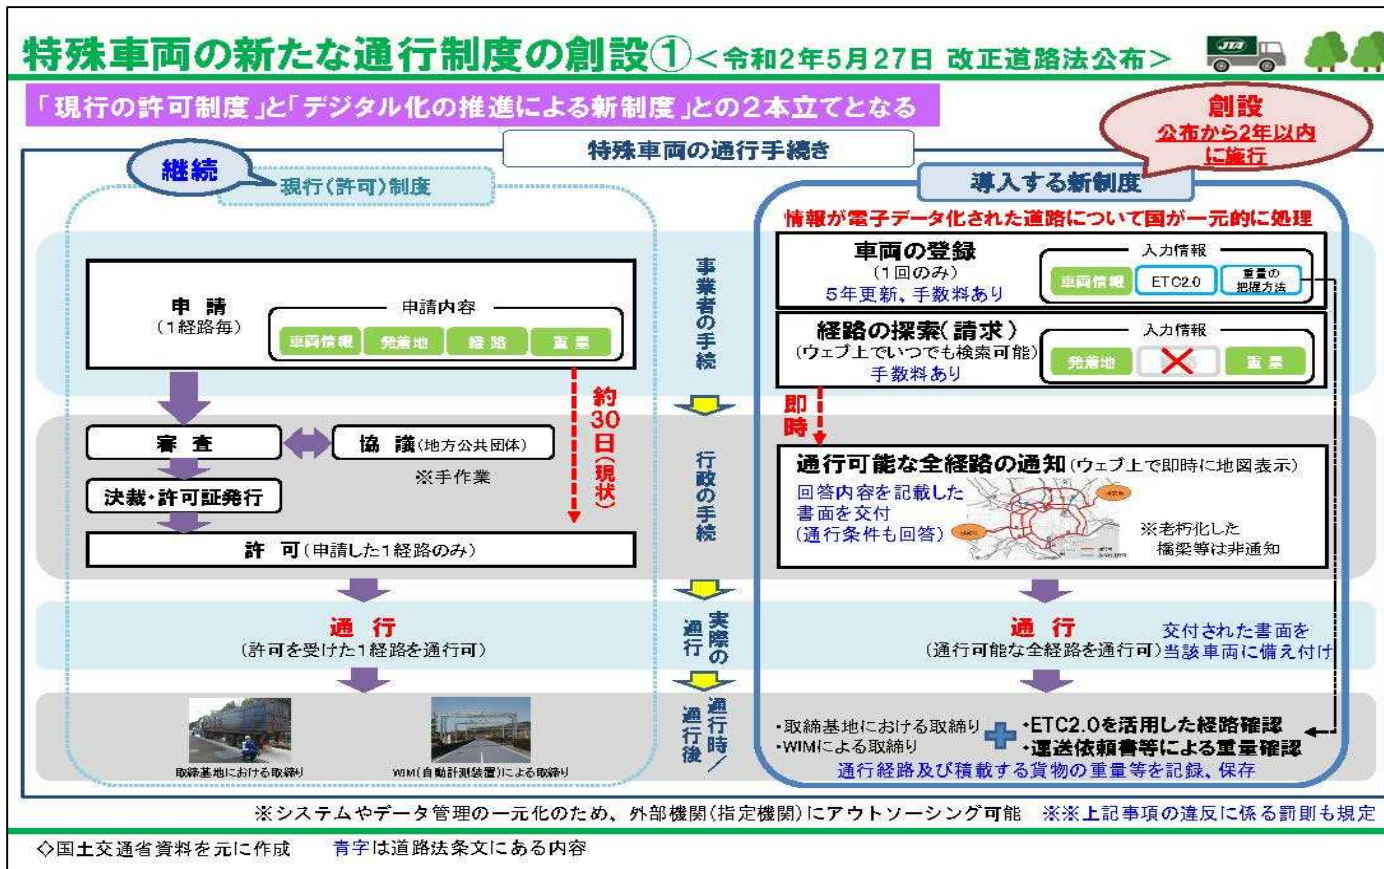 特殊車両の新たな通行制度の創設①<令和2年5月27日 改正道路法公布>
JTA
「現行の許可制度」と「デジタル化の推進による新制度」との2本立てとなる
創設
公布から2年以内
に施行
特殊車両の通行手続き
継続
現行(許可)制度
導入する新制度
情報が電子データ化された道路について国が一元的に処理
事業者の手続
申 請
(1経路毎)
申請内容
車両情報 発着地 経路 重量
約30日(現状)
車両の登録
(1回のみ)
5年更新、手数料あり
入力情報
車両情報 ETC2.0 重量の
把握方法
経路の探索(請求)
(ウェブ上でいつでも検索可能)
手数料あり
入力情報
発着地 重量
即時
行政の手続
審 査
協 議(地方公共団体)
※手作業
決裁・許可証発行
許 可(申請した1経路のみ)
通行可能な全経路の通知(ウェブ上で即時に地図表示)
回答内容を記載した
書面を交付
(通行条件も回答)
※老朽化した
橋梁等は非通知
実際の
通行
通 行
(許可を受けた1経路を通行可)
通 行
(通行可能な全経路を通行可)
交付された書面を
当該車両に備え付け
通行時/
通行後
取締基地における取締り
WIM(自動計測装置)による取締り
・取締基地における取締り
・WIMによる取締り
・ETC2.0を活用した経路確認
・運送依頼書等による重量確認
通行経路及び積載する貨物の重量等を記録、保存
※システムやデータ管理の一元化のため、外部機関(指定機関)にアウトソーシング可能 ※※上記事項の違反に係る罰則も規定
◇国土交通省資料を元に作成 青字は道路法条文にある内容